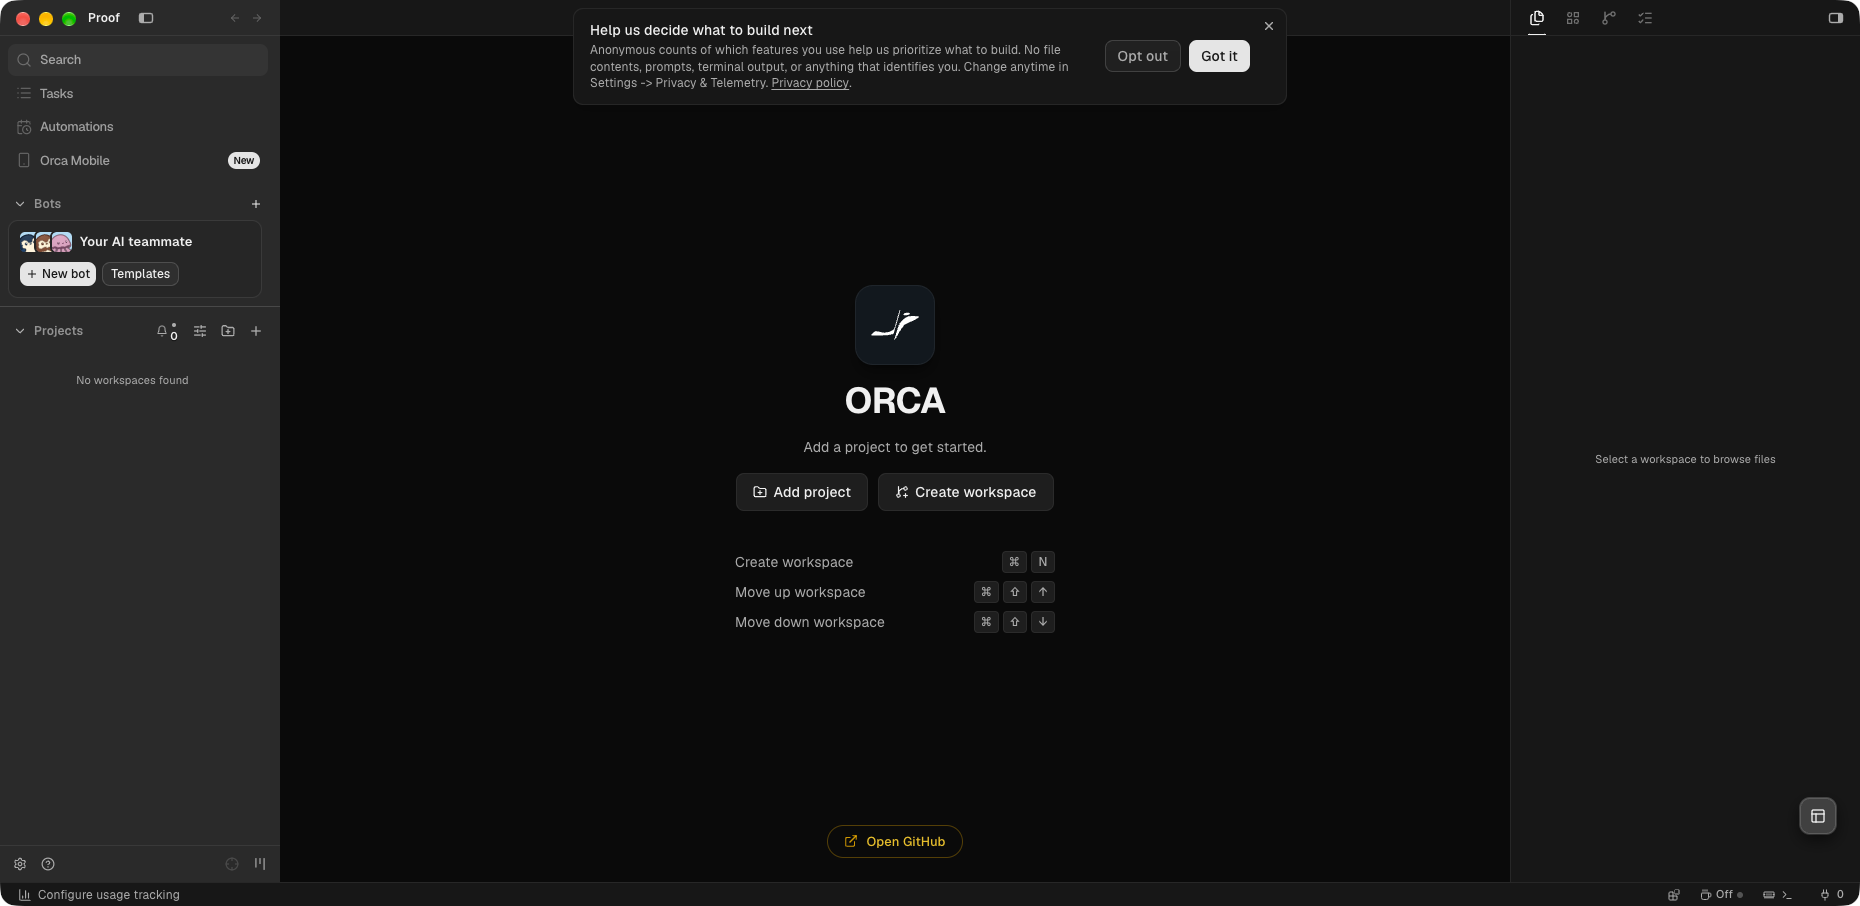 Proof
Search
Tasks
Automations
Orca Mobile
New
Bots
Your AI teammate
New bot
Templates
Projects
0
No workspaces found
Help us decide what to build next
Anonymous counts of which features you use help us prioritize what to build. No file
contents, prompts, terminal output, or anything that identifies you. Change anytime in
Settings -> Privacy & Telemetry. Privacy policy.
Opt out
Got it
ORCA
Add a project to get started.
Add project
Create workspace
Create workspace ⌘ N
Move up workspace ⌘ ⇧ ↑
Move down workspace ⌘ ⇧ ↓
Open GitHub
Select a workspace to browse files
Configure usage tracking
Off
0